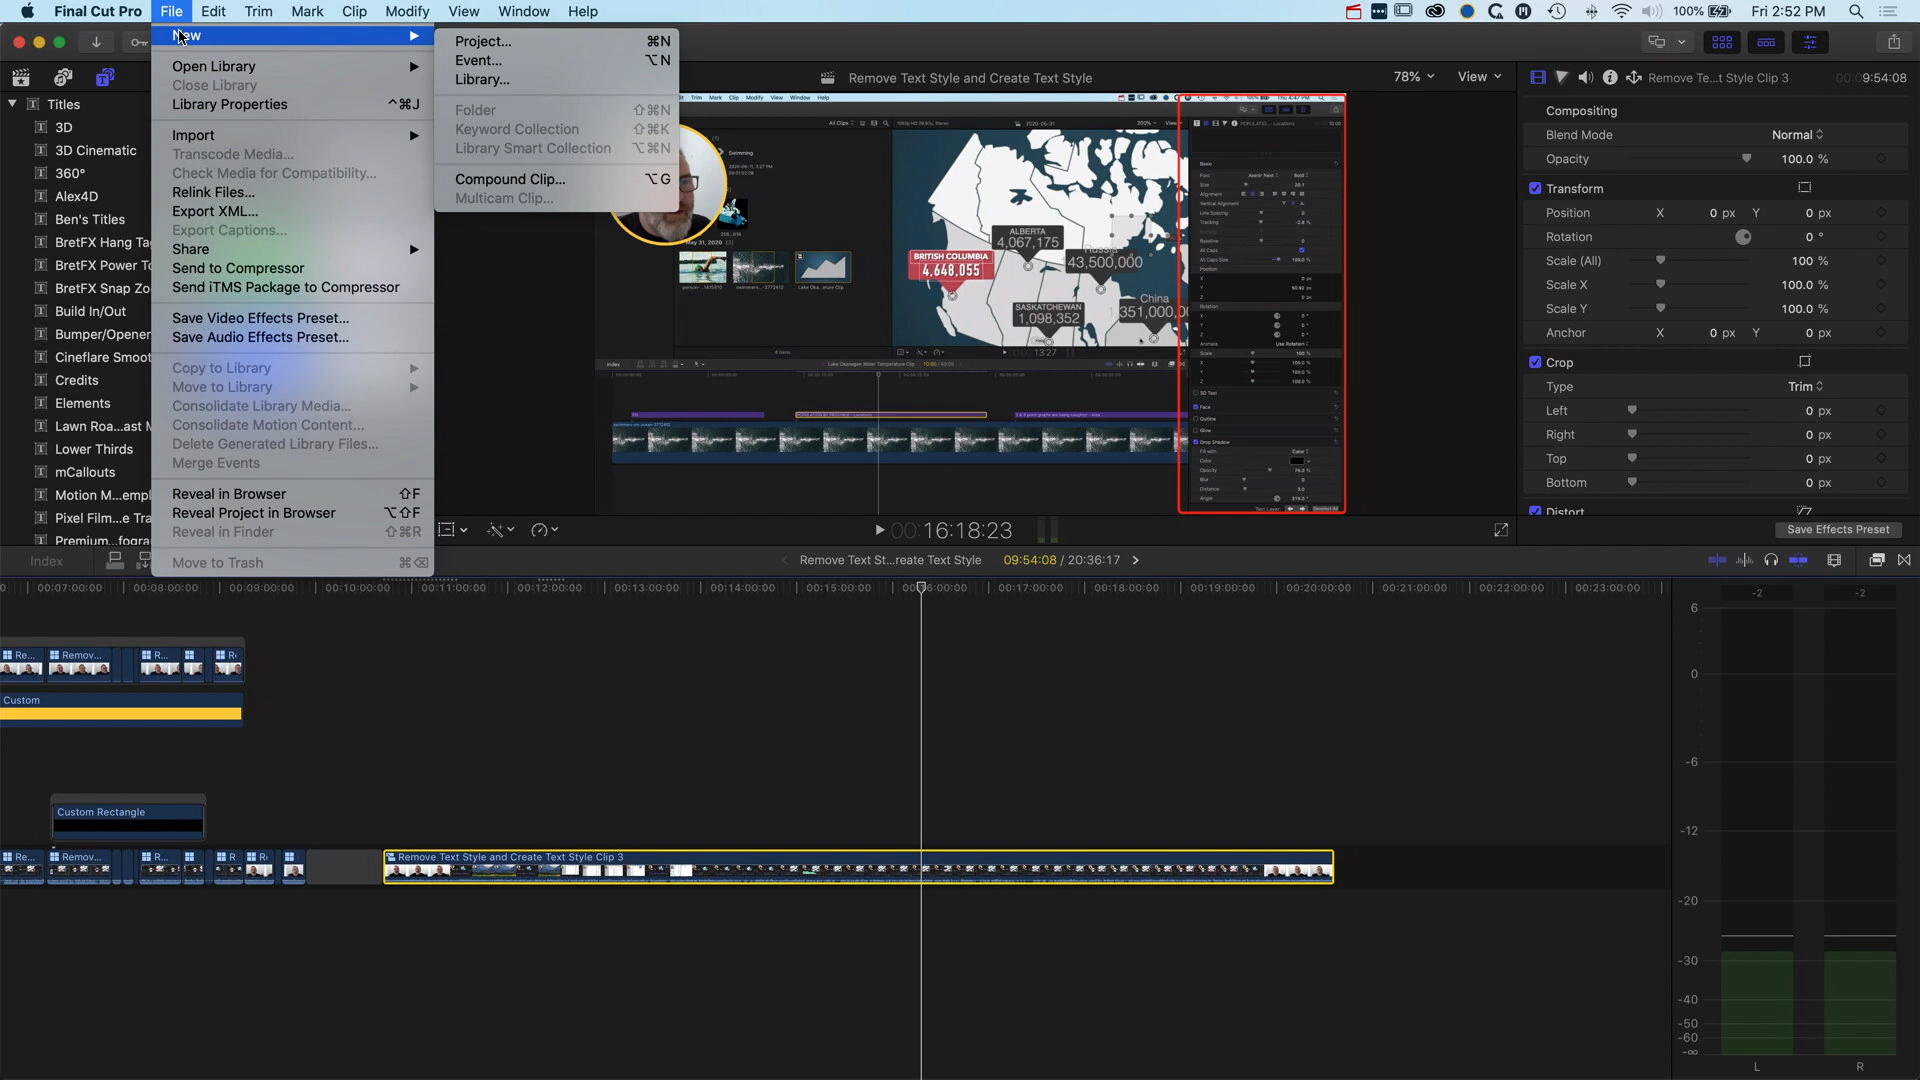 Final Cut Pro File Edit Trim Mark Clip Modify View Window Help
100% Fri 2:52 PM
New
Open Library
Close Library
Library Properties ^⌘J
Import
Transcode Media...
Check Media for Compatibility...
Relink Files...
Export XML...
Export Captions...
Share
Send to Compressor
Send iTMS Package to Compressor
Save Video Effects Preset...
Save Audio Effects Preset...
Copy to Library
Move to Library
Consolidate Library Media...
Consolidate Motion Content...
Delete Generated Library Files...
Merge Events
Reveal in Browser ⇧F
Reveal Project in Browser ⌥⇧F
Reveal in Finder ⇧⌘R
Move to Trash ⌘⌫
Project... ⌘N
Event... ⌥N
Library...
Folder ⇧⌘N
Keyword Collection ⇧⌘K
Library Smart Collection ⌥⌘N
Compound Clip... ⌥G
Multicam Clip...
Titles
3D
3D Cinematic
360°
Alex4D
Ben's Titles
BretFX Hang Ta
BretFX Power To
BretFX Snap Zo
Build In/Out
Bumper/Opener
Cineflare Smoot
Credits
Elements
Lawn Roa...ast M
Lower Thirds
mCallouts
Motion M...empl
Pixel Film...e Tra
Premium...fogra
Remove Text Style and Create Text Style
78% View
BRITISH COLUMBIA
4,648,055
ALBERTA
4,067,175
Russia
43,500,000
SASKATCHEWAN
1,098,352
China
351,000,0
Remove Te...t Style Clip 3 00:09:54:08
Compositing
Blend Mode Normal
Opacity 100.0 %
Transform
Position X 0 px Y 0 px
Rotation 0 °
Scale (All) 100 %
Scale X 100.0 %
Scale Y 100.0 %
Anchor X 0 px Y 0 px
Crop
Type Trim
Left 0 px
Right 0 px
Top 0 px
Bottom 0 px
Distort
Save Effects Preset
00:16:18:23
Index
Remove Text St...reate Text Style 09:54:08 / 20:36:17
00:07:00:00 00:08:00:00 00:09:00:00 00:10:00:00 00:11:00:00 00:12:00:00 00:13:00:00 00:14:00:00 00:15:00:00 00:16:00:00 00:17:00:00 00:18:00:00 00:19:00:00 00:20:00:00 00:21:00:00 00:22:00:00 00:23:00:00
Re... Remov... R...
Custom
Custom Rectangle
Re... Remov... R... R
Remove Text Style and Create Text Style Clip 3
-2 -2
6
0
-6
-12
-20
-30
-40
-50
-60
-∞
L R